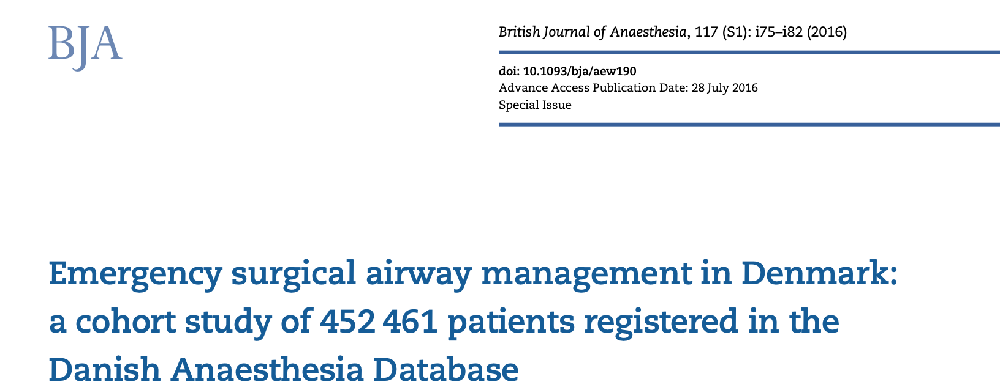 BJA
British Journal of Anaesthesia, 117 (S1): i75–i82 (2016)
doi: 10.1093/bja/aew190
Advance Access Publication Date: 28 July 2016
Special Issue
Emergency surgical airway management in Denmark:
a cohort study of 452 461 patients registered in the
Danish Anaesthesia Database